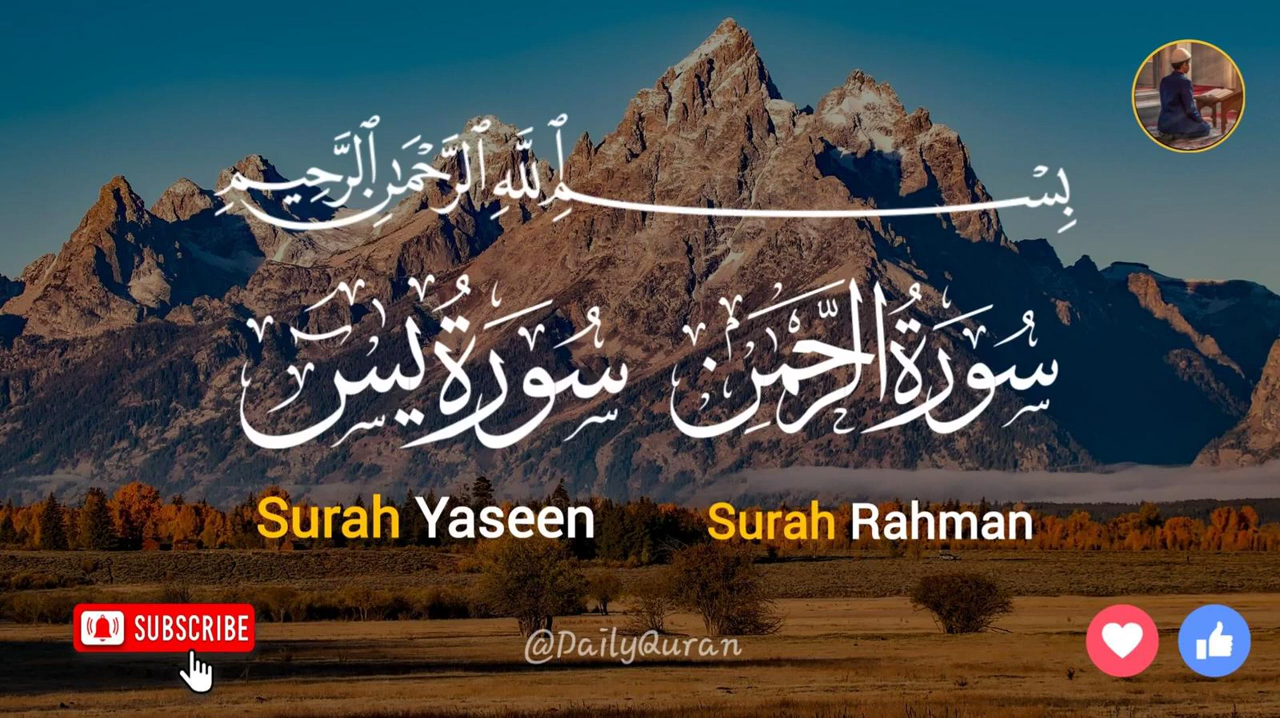 بِسْمِ ٱللَّهِ ٱلرَّحْمَٰنِ ٱلرَّحِيمِ
سُورَةُ الرَّحْمَٰن
سُورَةُ يس
Surah Yaseen
Surah Rahman
SUBSCRIBE
@DailyQuran